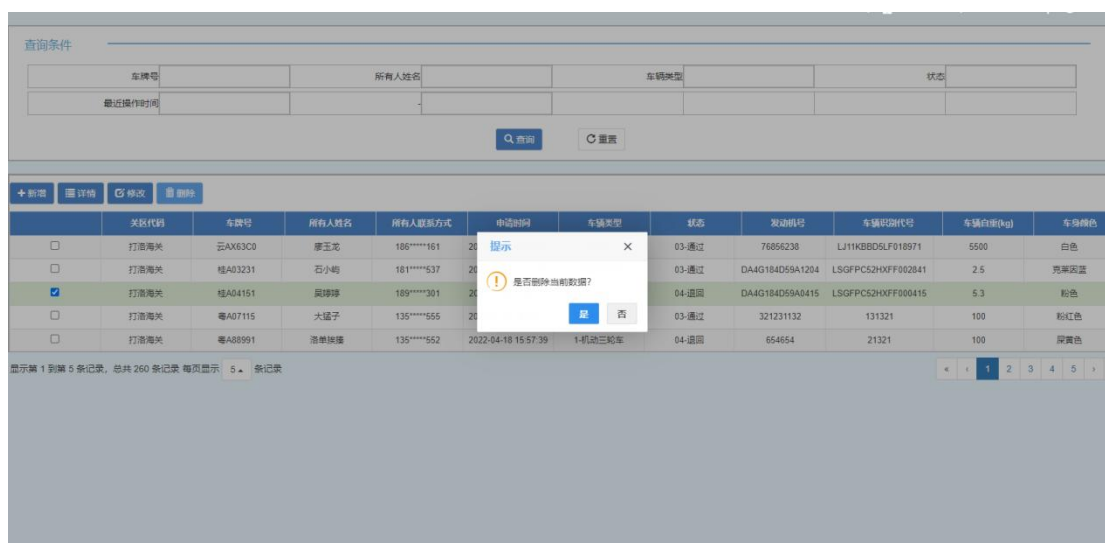 查询条件
车牌号 所有人姓名 车辆类型 状态
最近操作时间 -
查询 重置
新增 详情 修改 删除
关区代码 车牌号 所有人姓名 所有人联系方式 申请时间 车辆类型 状态 发动机号 车辆识别代号 车辆自重(kg) 车身颜色
打洛海关 云AX63C0 廖玉龙 186*****161 20 03-通过 76856238 LJ11KBBD5LF018971 5500 白色
打洛海关 桂A03231 石小屿 181*****537 20 03-通过 DA4G184D59A1204 LSGFPC52HXFF002841 2.5 克莱因蓝
打洛海关 桂A04151 吴婷婷 189*****301 20 04-退回 DA4G184D59A0415 LSGFPC52HXFF000415 5.3 粉色
打洛海关 粤A07115 大猛子 135*****555 20 03-通过 321231132 131321 100 粉红色
打洛海关 粤A88991 洛单挨播 135*****552 2022-04-18 15:57:39 1-机动三轮车 04-退回 654654 21321 100 屎黄色
提示 ×
是否删除当前数据?
是 否
显示第 1 到第 5 条记录，总共 260 条记录 每页显示 5 条记录
« ‹ 1 2 3 4 5 ›